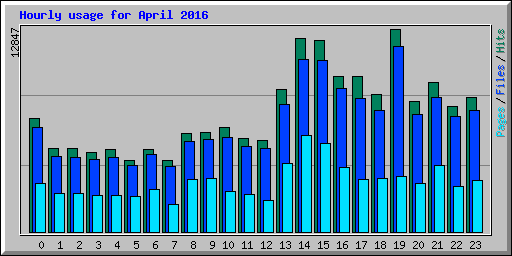 Hourly usage for April 2016
12847
Pages/Files/Hits
0 1 2 3 4 5 6 7 8 9 10 11 12 13 14 15 16 17 18 19 20 21 22 23